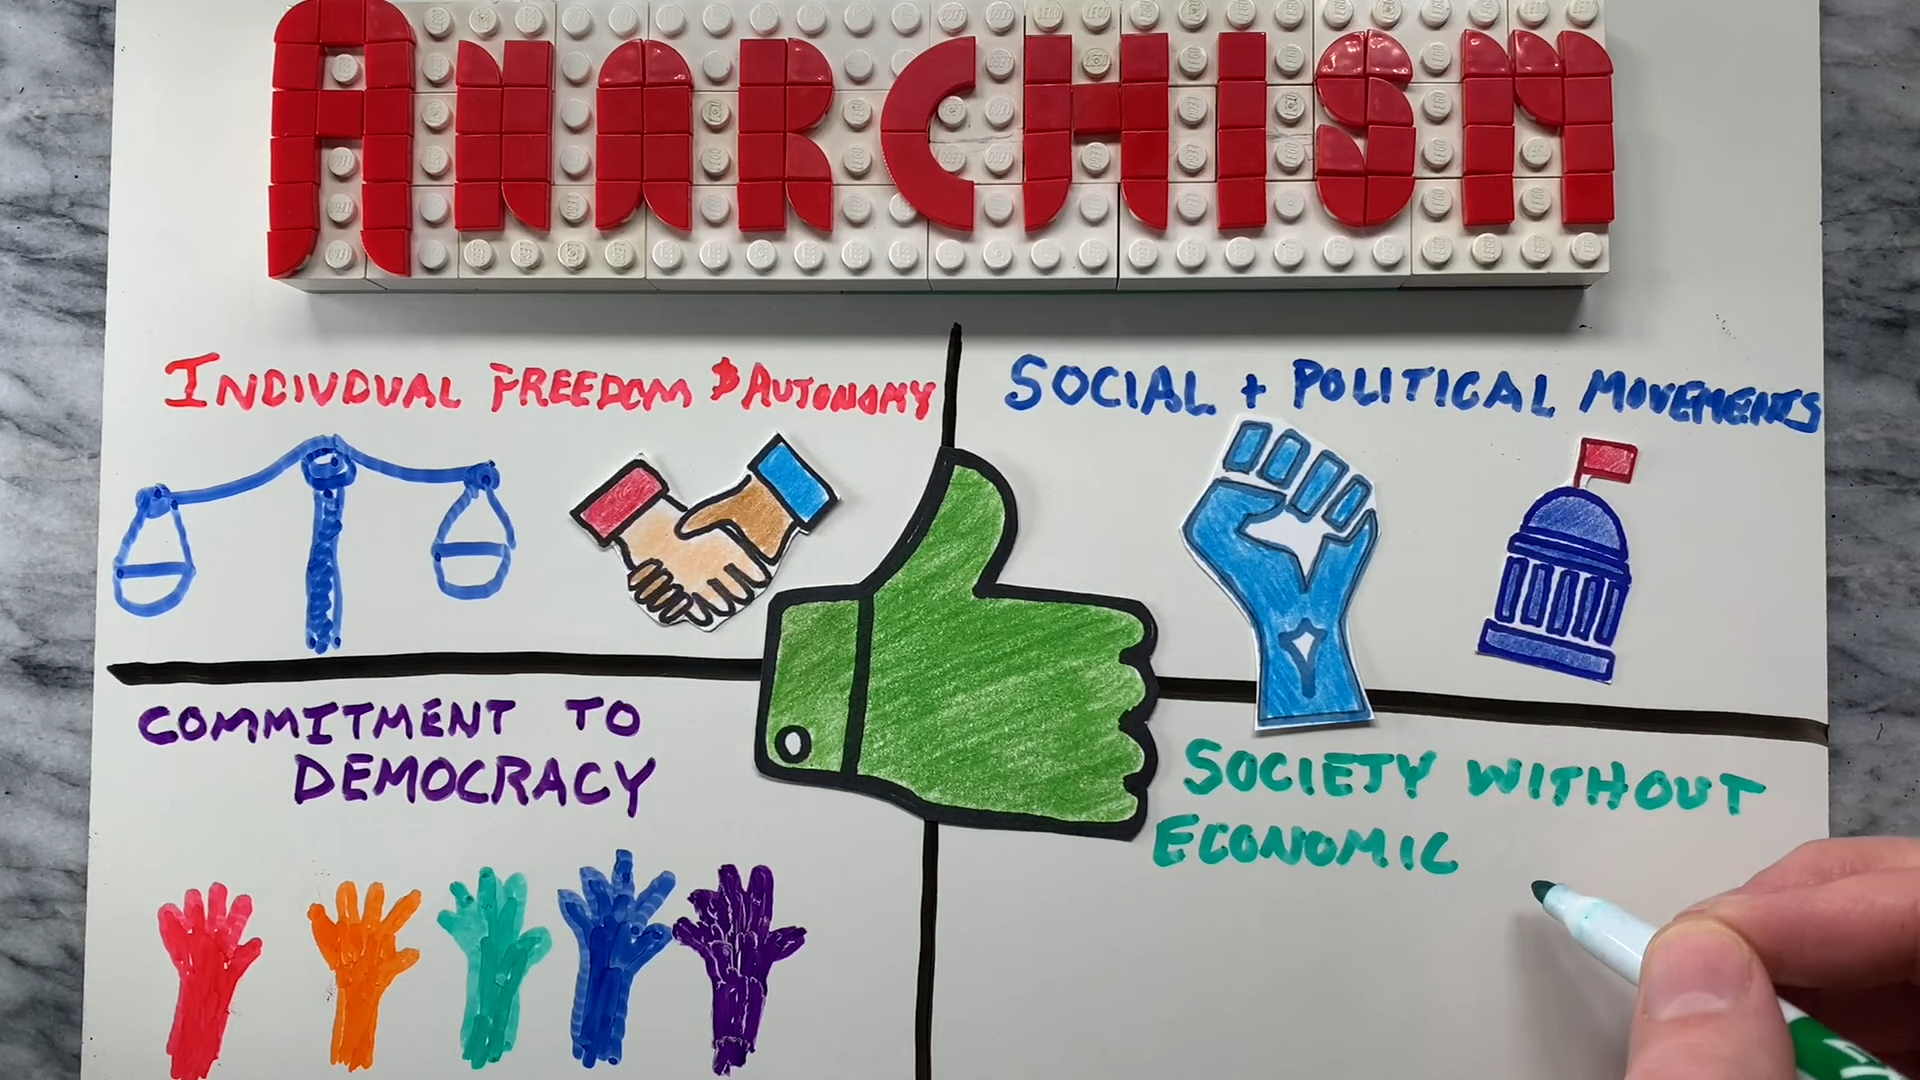 ANARCHISM
INDIVDUAL FREEDOM & AUTONOMY
SOCIAL + POLITICAL MOVEMENTS
COMMITMENT TO
DEMOCRACY
SOCIETY WITHOUT
ECONOMIC